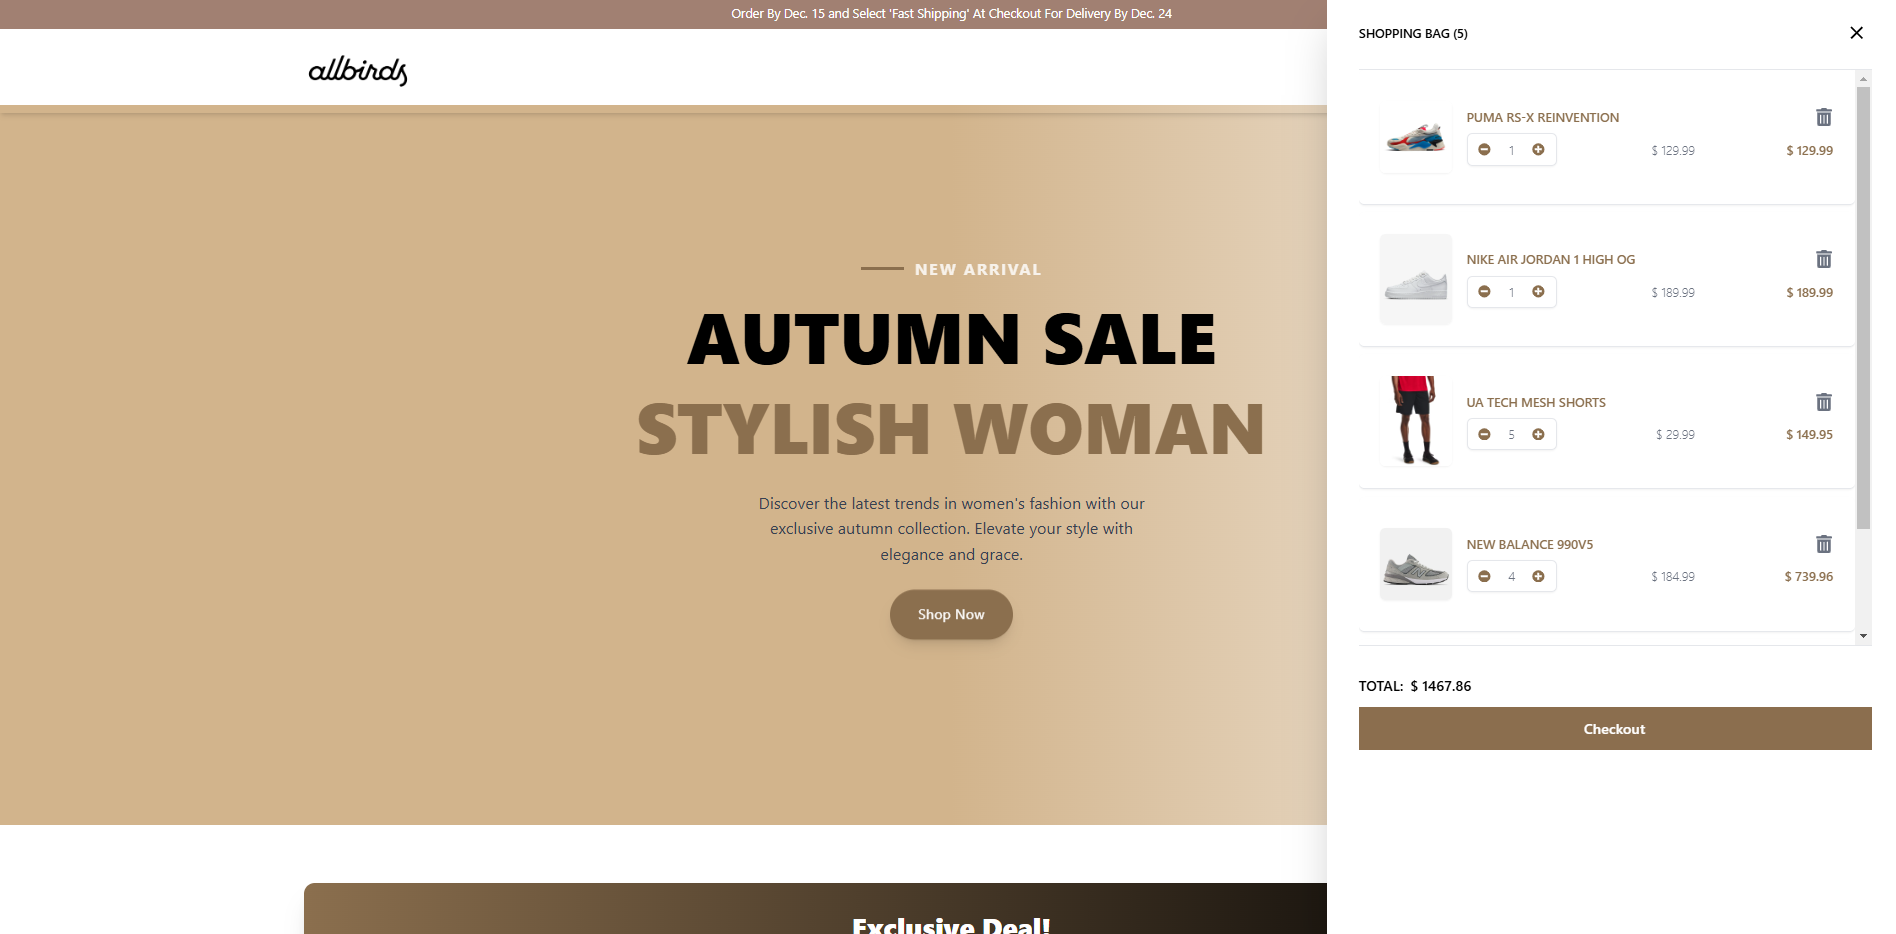 Order By Dec. 15 and Select 'Fast Shipping' At Checkout For Delivery By Dec. 24
allbirds
NEW ARRIVAL
AUTUMN SALE
STYLISH WOMAN
Discover the latest trends in women's fashion with our
exclusive autumn collection. Elevate your style with
elegance and grace.
Shop Now
Exclusive Deal!
SHOPPING BAG (5)
PUMA RS-X REINVENTION
1 $ 129.99 $ 129.99
NIKE AIR JORDAN 1 HIGH OG
1 $ 189.99 $ 189.99
UA TECH MESH SHORTS
5 $ 29.99 $ 149.95
NEW BALANCE 990V5
4 $ 184.99 $ 739.96
TOTAL: $ 1467.86
Checkout